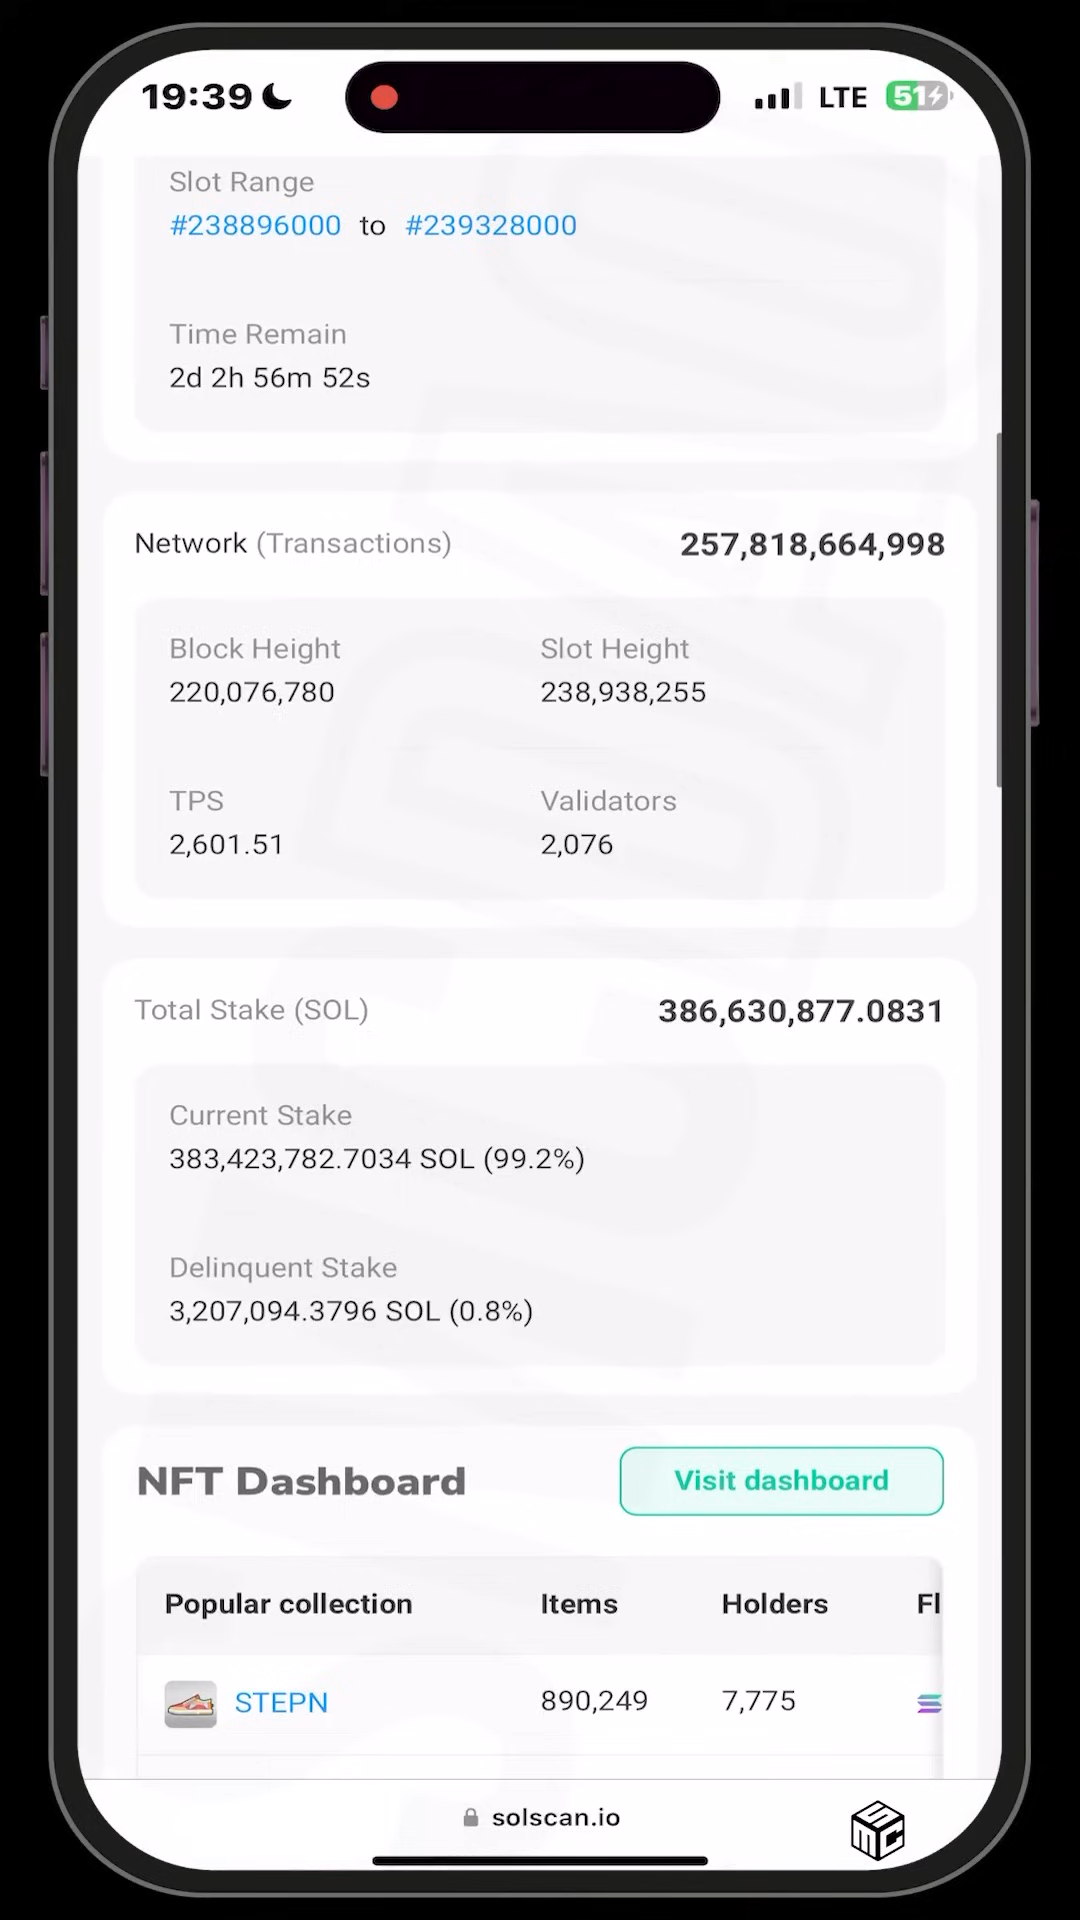 19:39 LTE 51
Slot Range
#238896000 to #239328000
Time Remain
2d 2h 56m 52s
Network (Transactions) 257,818,664,998
Block Height Slot Height
220,076,780 238,938,255
TPS Validators
2,601.51 2,076
Total Stake (SOL) 386,630,877.0831
Current Stake
383,423,782.7034 SOL (99.2%)
Delinquent Stake
3,207,094.3796 SOL (0.8%)
NFT Dashboard Visit dashboard
Popular collection Items Holders Fl
STEPN 890,249 7,775
solscan.io